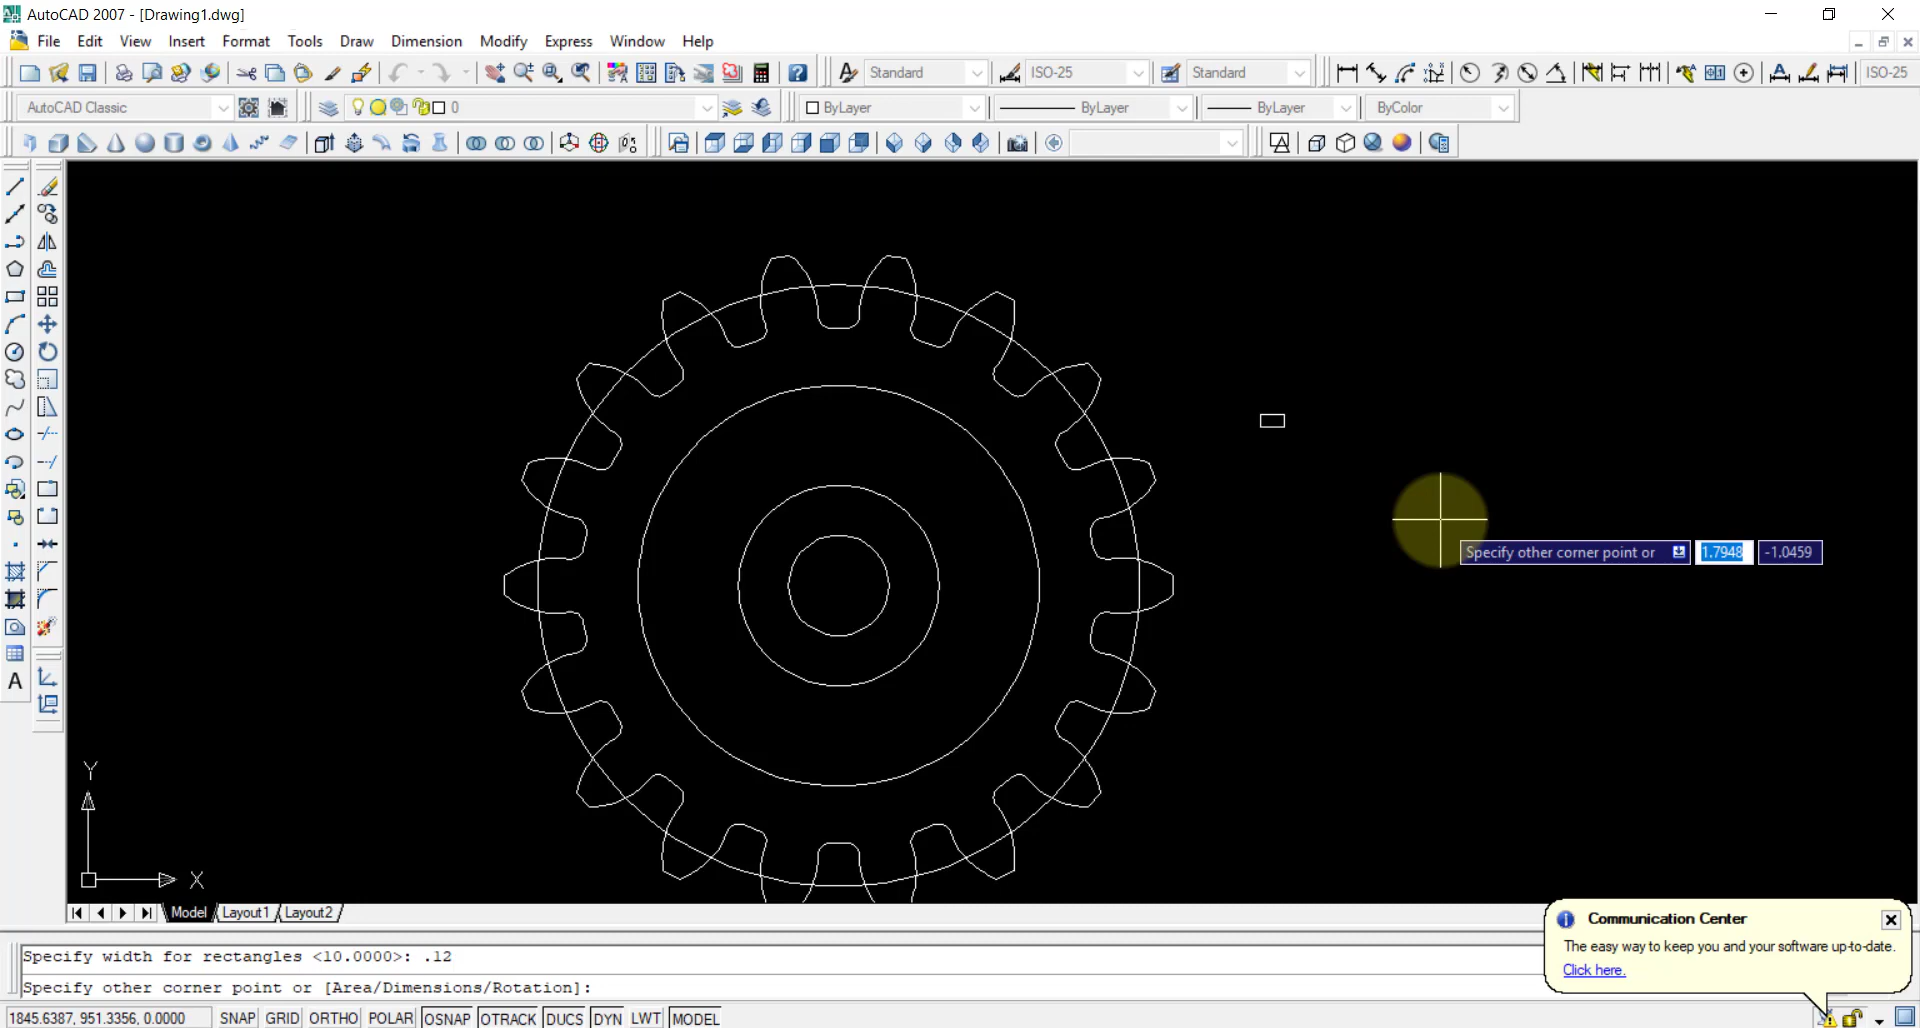 AutoCAD 2007 - [Drawing1.dwg]
File Edit View Insert Format Tools Draw Dimension Modify Express Window Help
Standard ISO-25 Standard ISO-25
AutoCAD Classic 0 ByLayer ByLayer ByLayer ByColor
A
Specify other corner point or 1.7948 -1.0459
Y
X
Model Layout1 Layout2
Communication Center
The easy way to keep you and your software up-to-date.
Click here.
Specify width for rectangles <10.0000>: .12
Specify other corner point or [Area/Dimensions/Rotation]:
1845.6387, 951.3356, 0.0000 SNAP GRID ORTHO POLAR OSNAP OTRACK DUCS DYN LWT MODEL